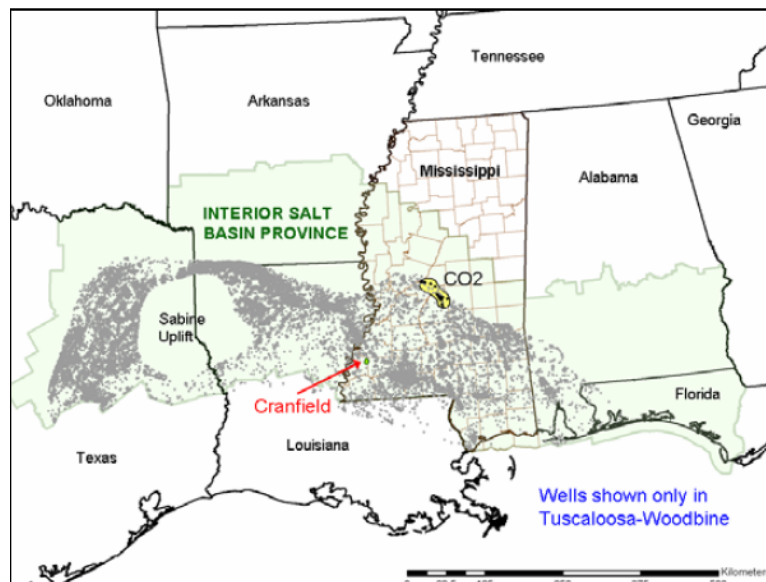 Tennessee
Oklahoma
Arkansas
Georgia
Mississippi
Alabama
INTERIOR SALT
BASIN PROVINCE
CO2
Sabine
Uplift
Cranfield
Florida
Louisiana
Texas
Wells shown only in
Tuscaloosa-Woodbine